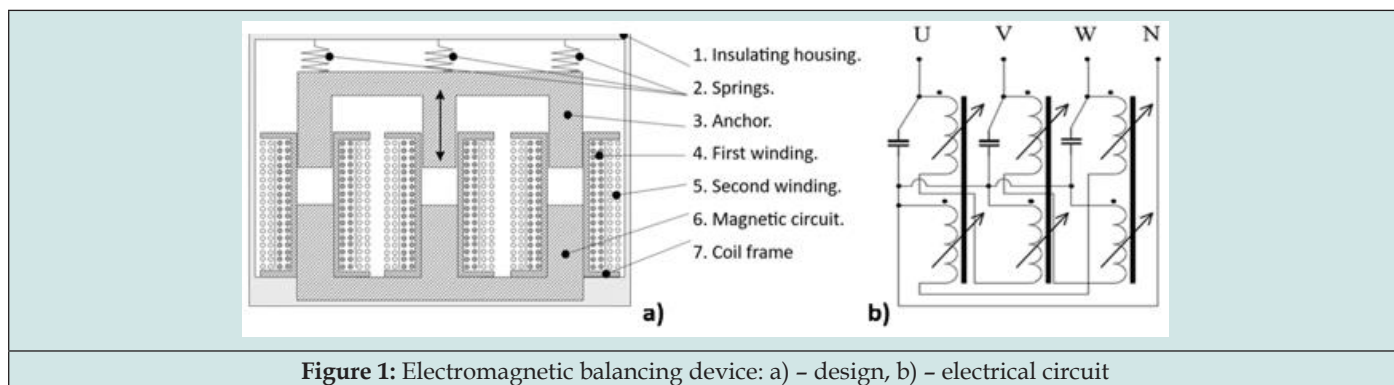 1. Insulating housing.
2. Springs.
3. Anchor.
4. First winding.
5. Second winding.
6. Magnetic circuit.
7. Coil frame
a)
U V W N
b)
Figure 1: Electromagnetic balancing device: a) – design, b) – electrical circuit